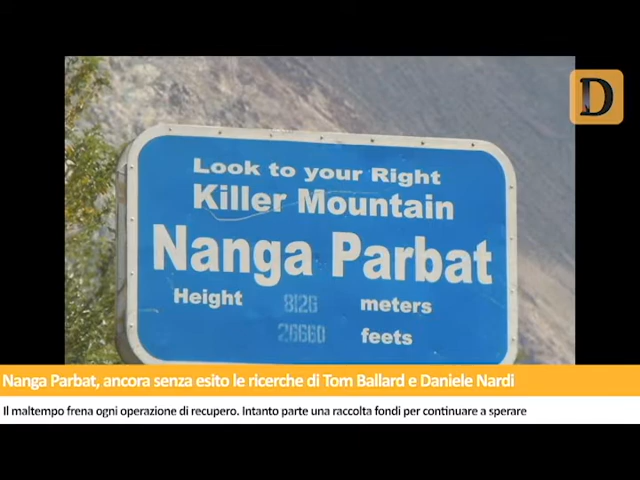 D
Look to your Right
Killer Mountain
Nanga Parbat
Height 8126 meters
26660 feets
Nanga Parbat, ancora senza esito le ricerche di Tom Ballard e Daniele Nardi
Il maltempo frena ogni operazione di recupero. Intanto parte una raccolta fondi per continuare a sperare